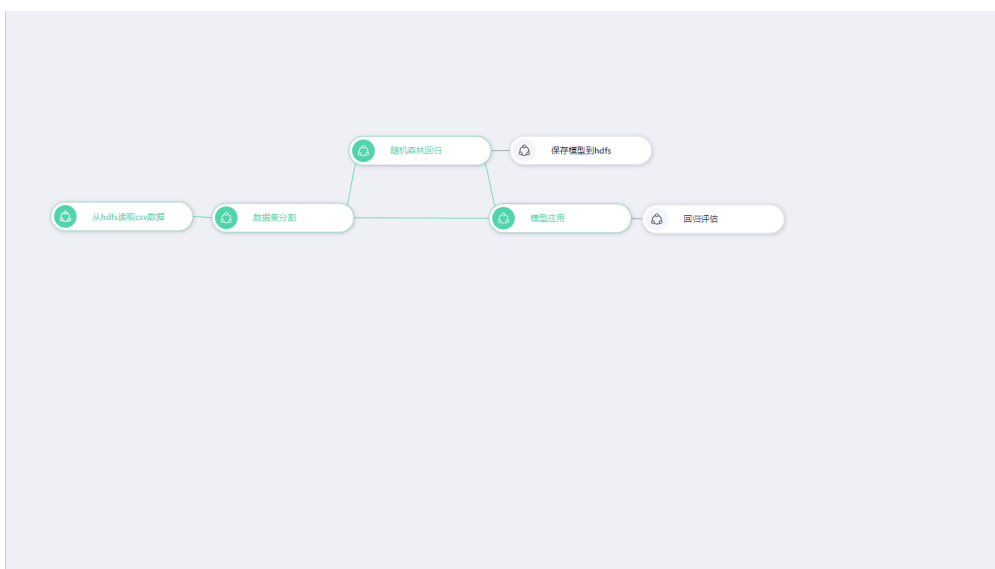 随机森林回归
保存模型到hdfs
从hdfs读取csv数据
数据集分割
模型应用
回归评估